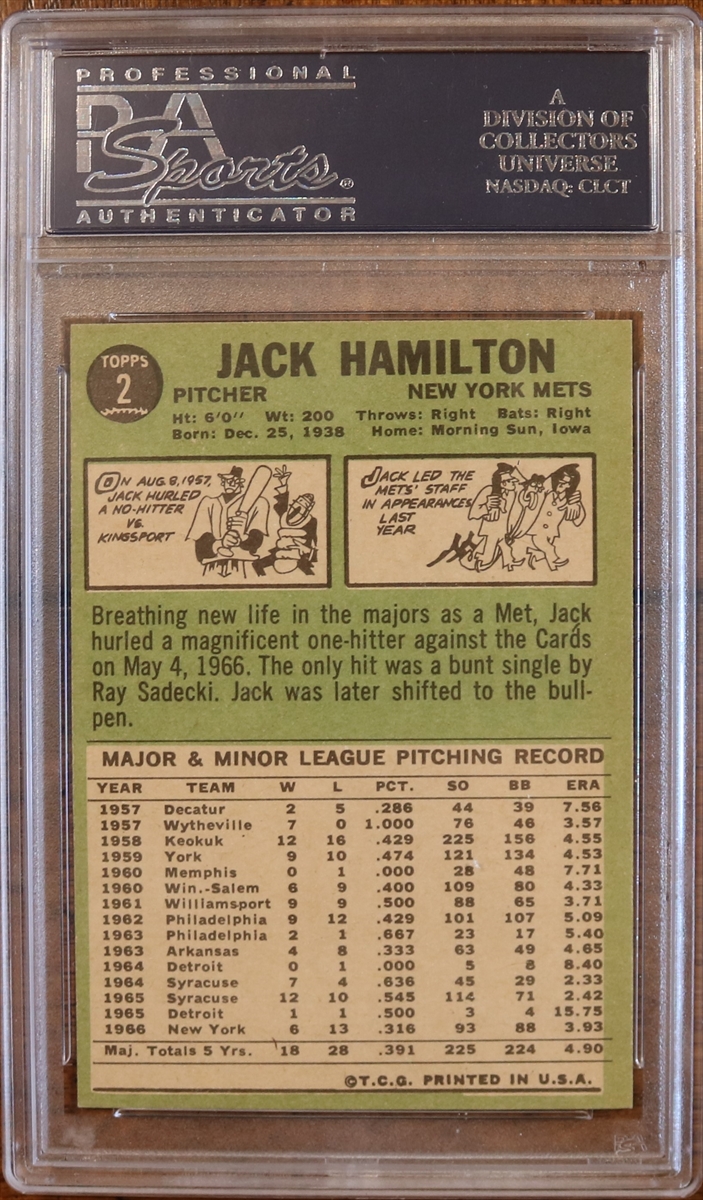 PROFESSIONAL
PSA
Sports®
AUTHENTICATOR
A
DIVISION OF
COLLECTORS
UNIVERSE
NASDAQ: CLCT
TOPPS
2
JACK HAMILTON
PITCHER NEW YORK METS
Ht: 6'0" Wt: 200 Throws: Right Bats: Right
Born: Dec. 25, 1938 Home: Morning Sun, Iowa
ON AUG. 8, 1957,
JACK HURLED
A NO-HITTER
VS.
KINGSPORT
JACK LED THE
METS' STAFF
IN APPEARANCES
LAST
YEAR
Breathing new life in the majors as a Met, Jack
hurled a magnificent one-hitter against the Cards
on May 4, 1966. The only hit was a bunt single by
Ray Sadecki. Jack was later shifted to the bull-
pen.
MAJOR & MINOR LEAGUE PITCHING RECORD
YEAR TEAM W L PCT. SO BB ERA
1957 Decatur 2 5 .286 44 39 7.56
1957 Wytheville 7 0 1.000 76 46 3.57
1958 Keokuk 12 16 .429 225 156 4.55
1959 York 9 10 .474 121 134 4.53
1960 Memphis 0 1 .000 28 48 7.71
1960 Win.-Salem 6 9 .400 109 80 4.33
1961 Williamsport 9 9 .500 88 65 3.71
1962 Philadelphia 9 12 .429 101 107 5.09
1963 Philadelphia 2 1 .667 23 17 5.40
1963 Arkansas 4 8 .333 63 49 4.65
1964 Detroit 0 1 .000 5 8 8.40
1964 Syracuse 7 4 .636 45 29 2.33
1965 Syracuse 12 10 .545 114 71 2.42
1965 Detroit 1 1 .500 3 4 15.75
1966 New York 6 13 .316 93 88 3.93
Maj. Totals 5 Yrs. 18 28 .391 225 224 4.90
©T.C.G. PRINTED IN U.S.A.